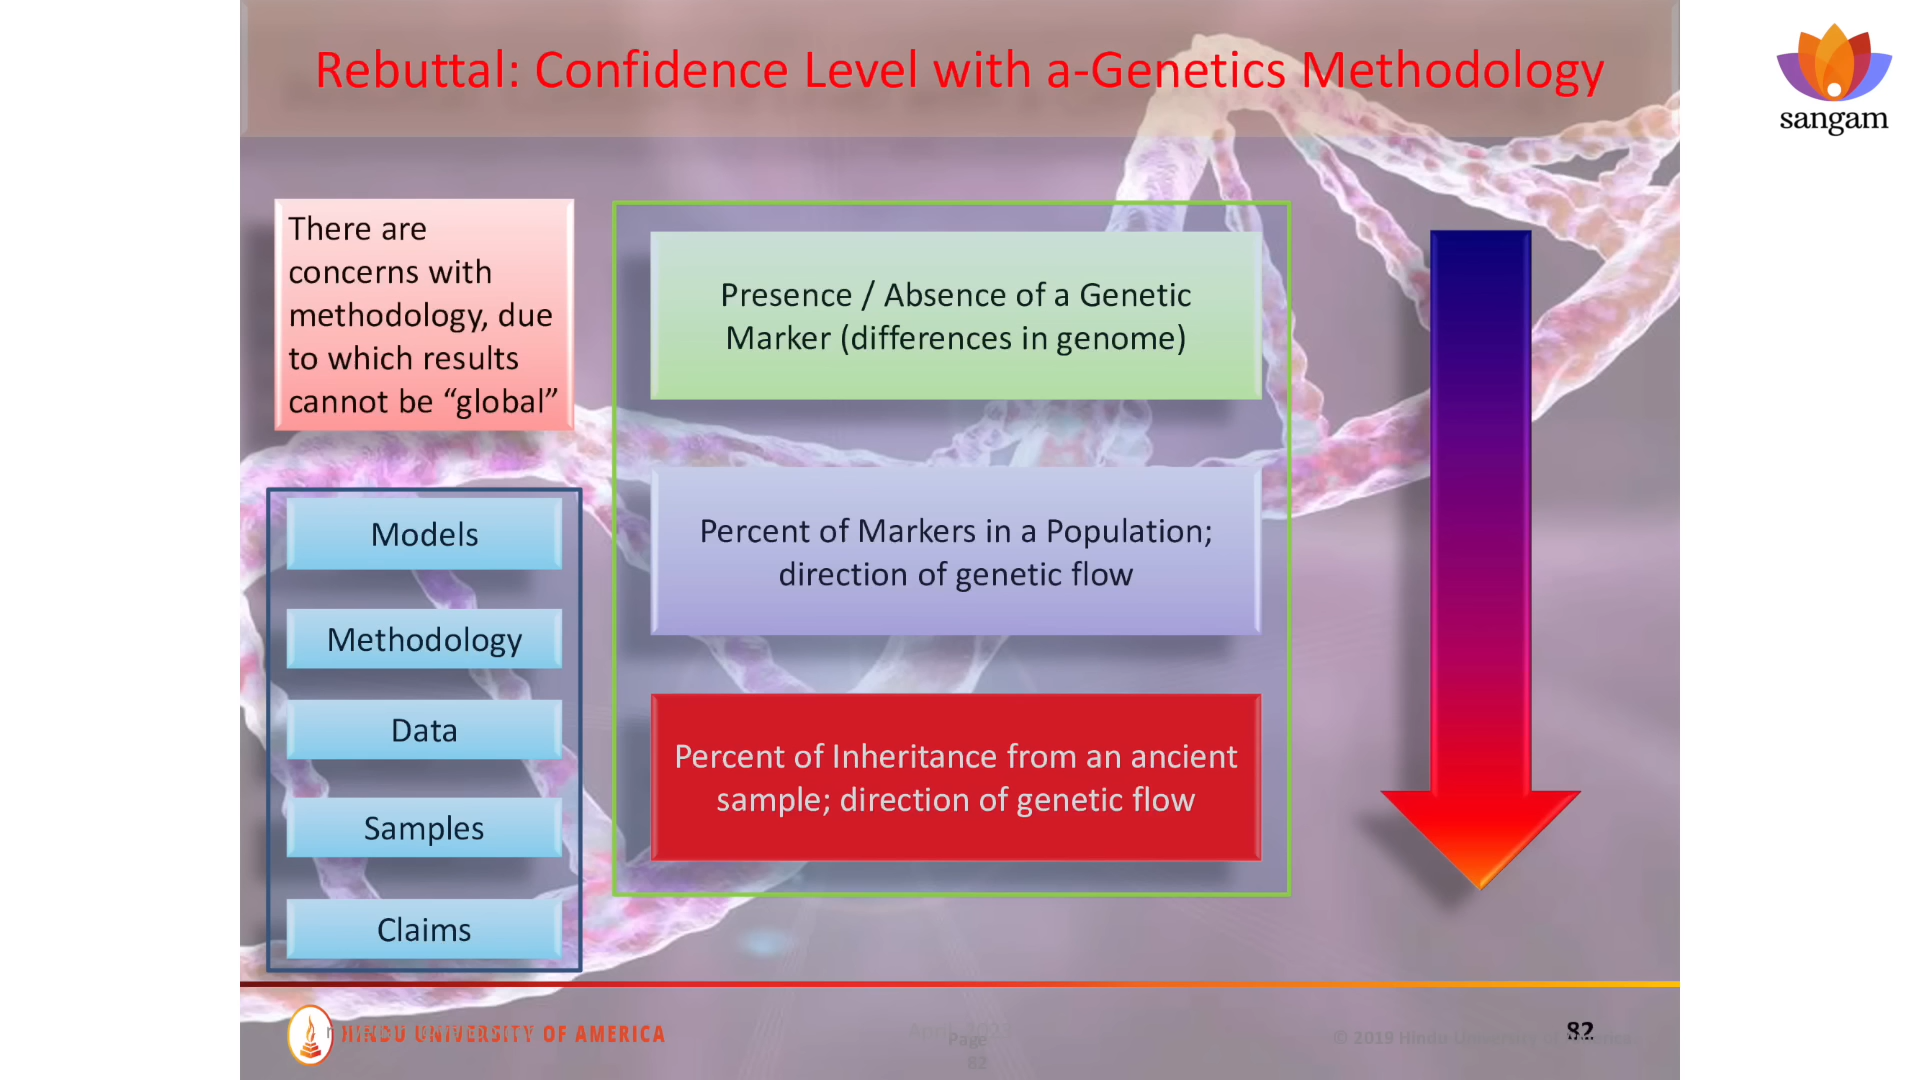 Rebuttal: Confidence Level with a-Genetics Methodology
sangam
There are
concerns with
methodology, due
to which results
cannot be “global”
Models
Methodology
Data
Samples
Claims
Presence / Absence of a Genetic
Marker (differences in genome)
Percent of Markers in a Population;
direction of genetic flow
Percent of Inheritance from an ancient
sample; direction of genetic flow
HINDU UNIVERSITY OF AMERICA
Page
82
© 2019 Hindu University of America
82